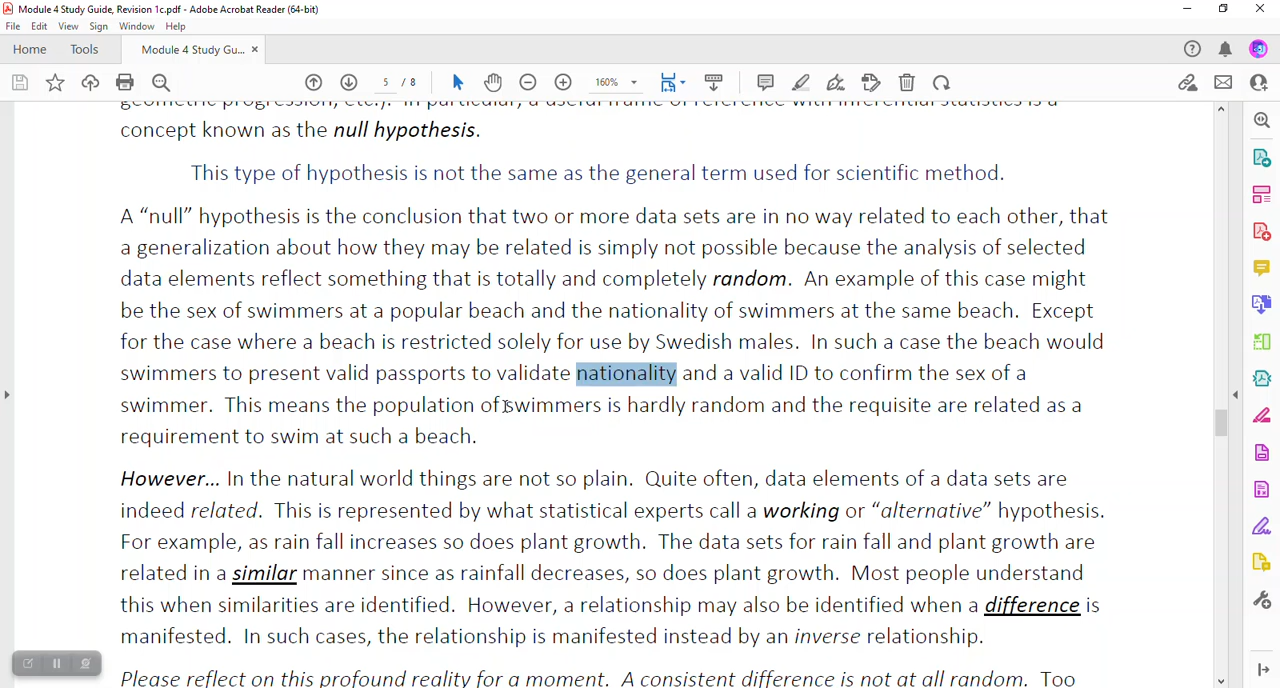 Module 4 Study Guide, Revision 1c.pdf - Adobe Acrobat Reader (64-bit)
File Edit View Sign Window Help
Home Tools Module 4 Study Gu... ×
5 / 8 160%
geometric progression, etc.). In particular, a useful frame of reference with inferential statistics is a
concept known as the null hypothesis.
This type of hypothesis is not the same as the general term used for scientific method.
A “null” hypothesis is the conclusion that two or more data sets are in no way related to each other, that
a generalization about how they may be related is simply not possible because the analysis of selected
data elements reflect something that is totally and completely random. An example of this case might
be the sex of swimmers at a popular beach and the nationality of swimmers at the same beach. Except
for the case where a beach is restricted solely for use by Swedish males. In such a case the beach would
swimmers to present valid passports to validate nationality and a valid ID to confirm the sex of a
swimmer. This means the population of swimmers is hardly random and the requisite are related as a
requirement to swim at such a beach.
However... In the natural world things are not so plain. Quite often, data elements of a data sets are
indeed related. This is represented by what statistical experts call a working or “alternative” hypothesis.
For example, as rain fall increases so does plant growth. The data sets for rain fall and plant growth are
related in a similar manner since as rainfall decreases, so does plant growth. Most people understand
this when similarities are identified. However, a relationship may also be identified when a difference is
manifested. In such cases, the relationship is manifested instead by an inverse relationship.
Please reflect on this profound reality for a moment. A consistent difference is not at all random. Too